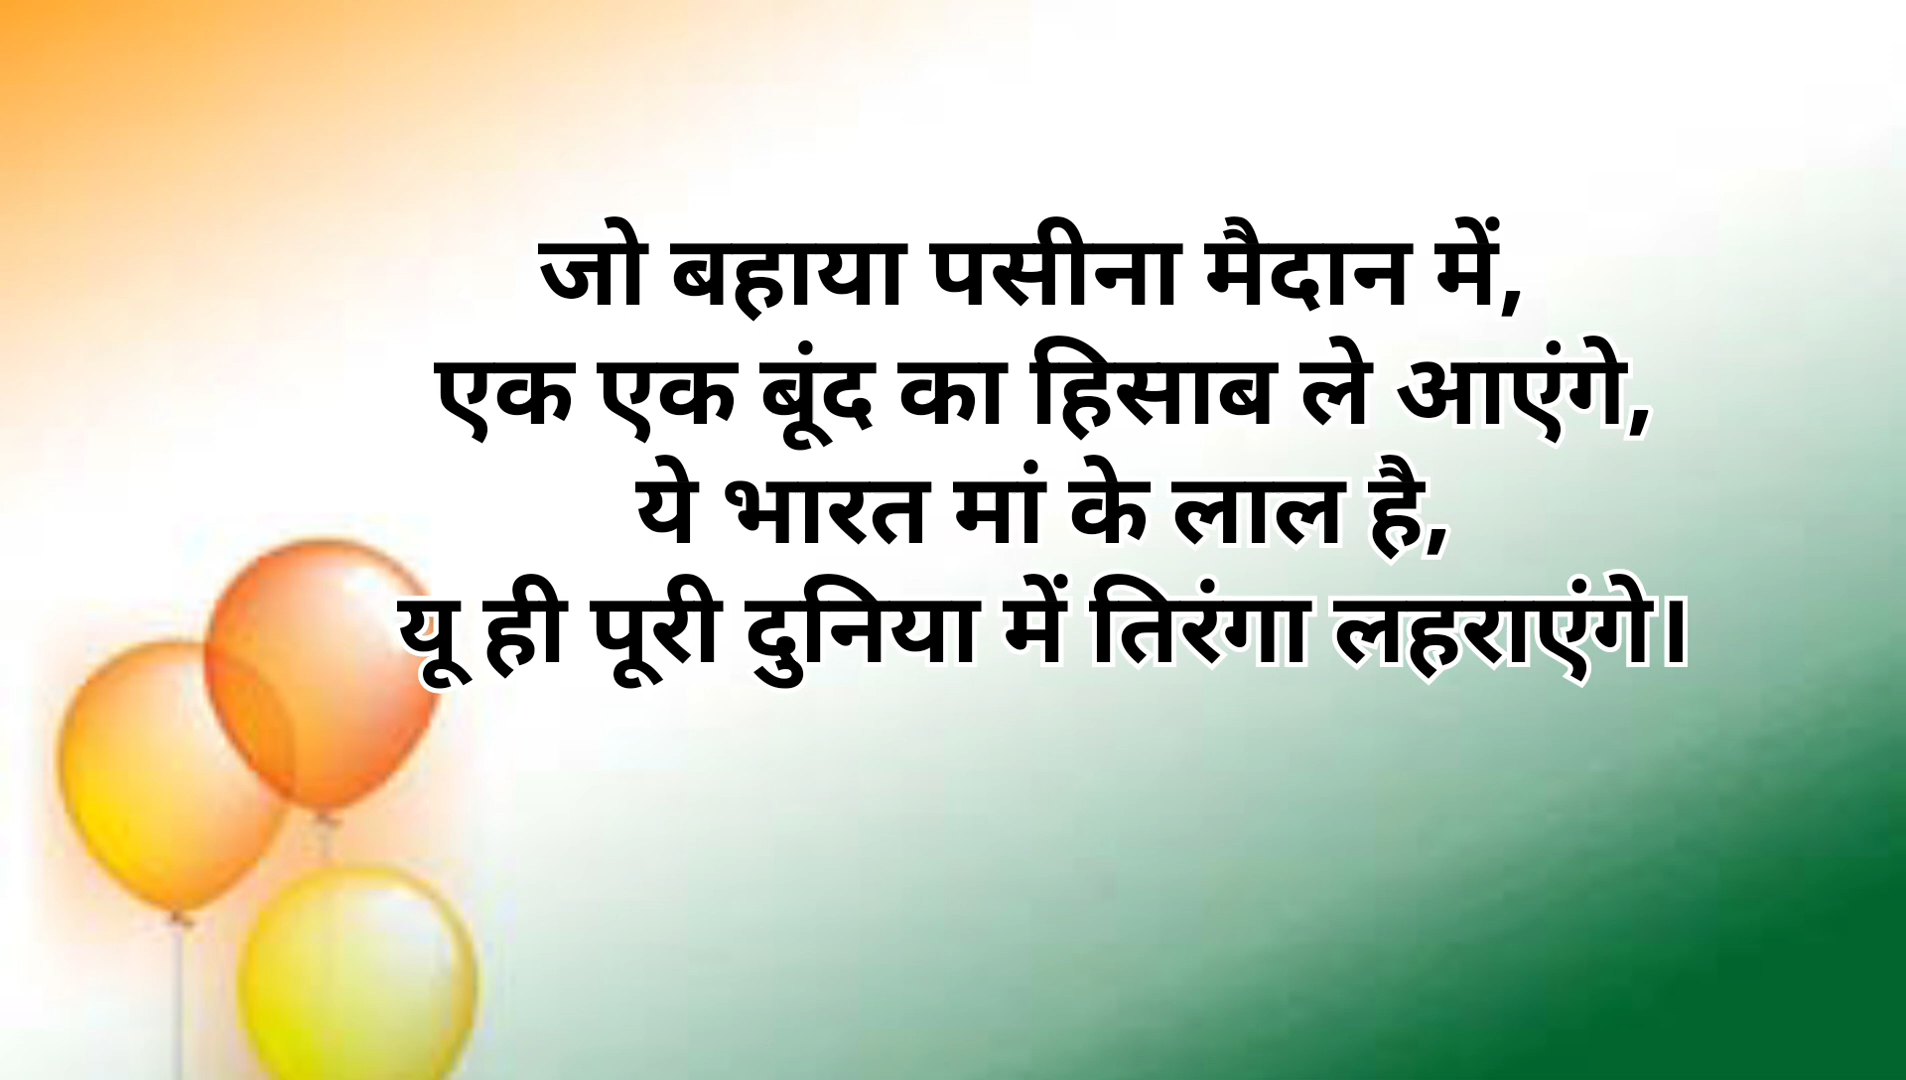 जो बहाया पसीना मैदान में,
एक एक बूंद का हिसाब ले आएंगे,
ये भारत मां के लाल है,
यू ही पूरी दुनिया में तिरंगा लहराएंगे।